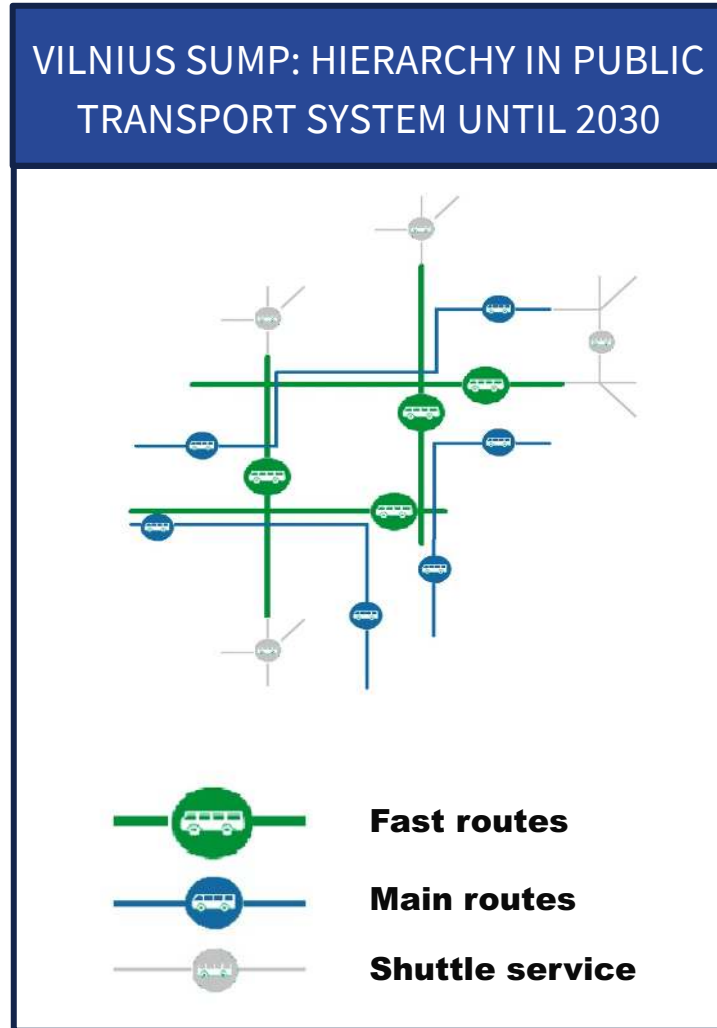 VILNIUS SUMP: HIERARCHY IN PUBLIC
TRANSPORT SYSTEM UNTIL 2030
Fast routes
Main routes
Shuttle service